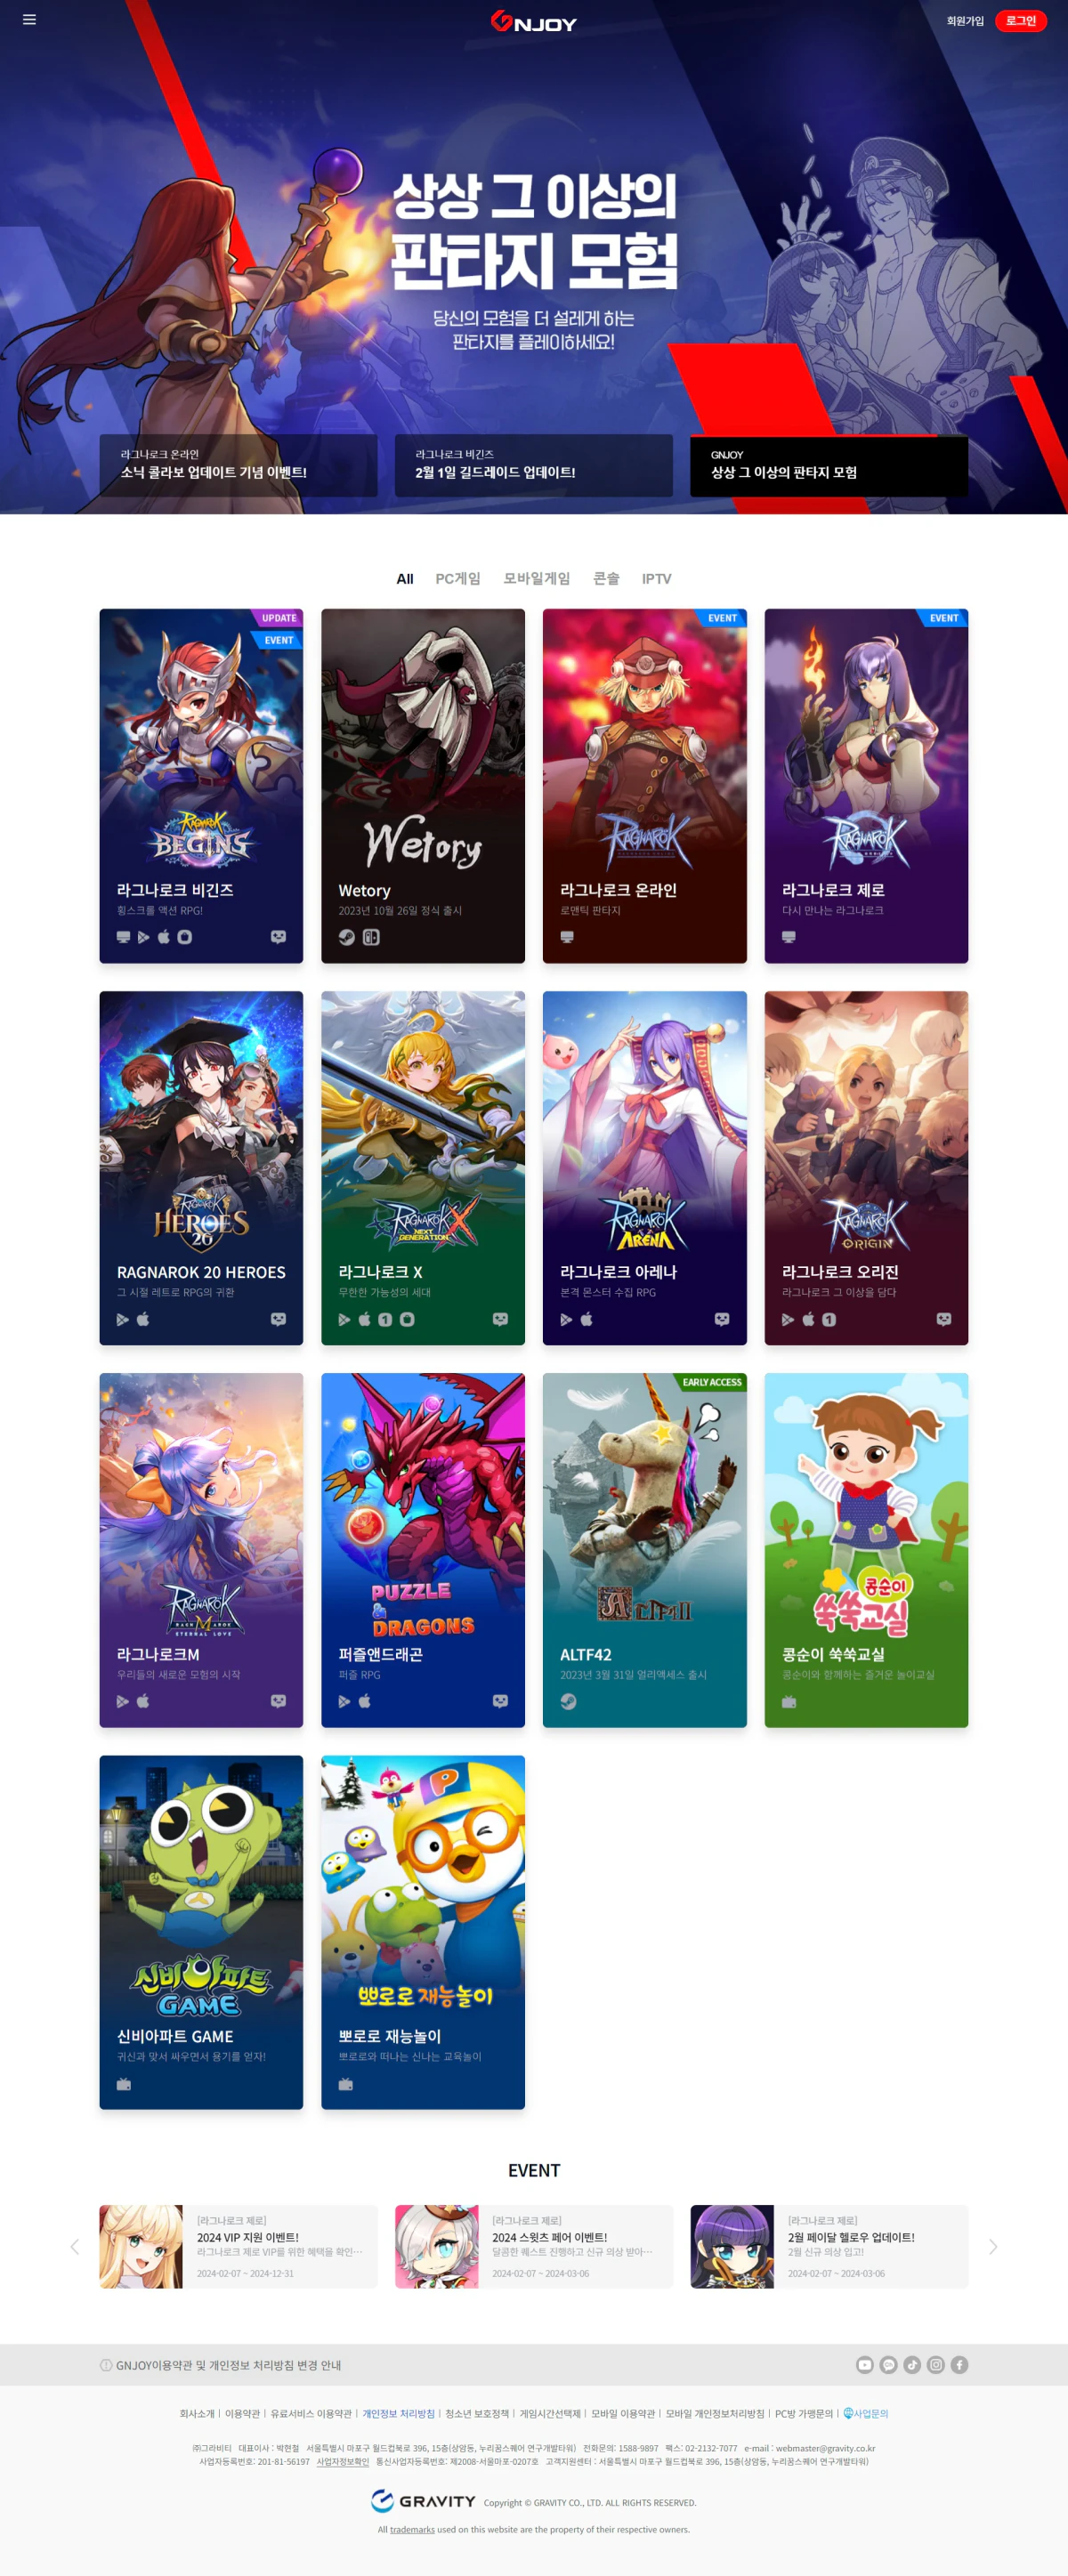 GNJOY
회원가입
로그인
상상 그 이상의
판타지 모험
당신의 모험을 더 설레게 하는
판타지를 플레이하세요!
라그나로크 온라인
소닉 콜라보 업데이트 기념 이벤트!
라그나로크 비긴즈
2월 1일 길드레이드 업데이트!
GNJOY
상상 그 이상의 판타지 모험
All PC게임 모바일게임 콘솔 IPTV
UPDATE
EVENT
RAGNAROK
BEGINS
라그나로크 비긴즈
횡스크롤 액션 RPG!
Wetory
Wetory
2023년 10월 26일 정식 출시
EVENT
RAGNAROK
라그나로크 온라인
로맨틱 판타지
EVENT
RAGNAROK
라그나로크 제로
다시 만나는 라그나로크
RAGNAROK
HEROES
20
RAGNAROK 20 HEROES
그 시절 레트로 RPG의 귀환
RAGNAROK X
NEXT
GENERATION
라그나로크 X
무한한 가능성의 세대
RAGNAROK
ARENA
라그나로크 아레나
본격 몬스터 수집 RPG
RAGNAROK
ORIGIN
라그나로크 오리진
라그나로크 그 이상을 담다
RAGNAROK
M
ETERNAL LOVE
라그나로크M
우리들의 새로운 모험의 시작
PUZZLE
&
DRAGONS
퍼즐앤드래곤
퍼즐 RPG
EARLY ACCESS
ALTF42
2023년 3월 31일 얼리액세스 출시
콩순이
쑥쑥교실
콩순이 쑥쑥교실
콩순이와 함께하는 즐거운 놀이교실
신비아파트
GAME
신비아파트 GAME
귀신과 맞서 싸우면서 용기를 얻자!
P
뽀로로 재능놀이
뽀로로 재능놀이
뽀로로와 떠나는 신나는 교육놀이
EVENT
[라그나로크 제로]
2024 VIP 지원 이벤트!
라그나로크 제로 VIP를 위한 혜택을 확인…
2024-02-07 ~ 2024-12-31
[라그나로크 제로]
2024 스윗츠 페어 이벤트!
달콤한 퀘스트 진행하고 신규 의상 받아…
2024-02-07 ~ 2024-03-06
[라그나로크 제로]
2월 페이달 헬로우 업데이트!
2월 신규 의상 입고!
2024-02-07 ~ 2024-03-06
GNJOY이용약관 및 개인정보 처리방침 변경 안내
회사소개 | 이용약관 | 유료서비스 이용약관 | 개인정보 처리방침 | 청소년 보호정책 | 게임시간선택제 | 모바일 이용약관 | 모바일 개인정보처리방침 | PC방 가맹문의 | 사업문의
㈜그라비티 대표이사 : 박현철 서울특별시 마포구 월드컵북로 396, 15층(상암동, 누리꿈스퀘어 연구개발타워) 전화문의: 1588-9897 팩스: 02-2132-7077 e-mail : webmaster@gravity.co.kr
사업자등록번호: 201-81-56197 사업자정보확인 통신사업자등록번호: 제2008-서울마포-0207호 고객지원센터 : 서울특별시 마포구 월드컵북로 396, 15층(상암동, 누리꿈스퀘어 연구개발타워)
GRAVITY Copyright © GRAVITY CO., LTD. ALL RIGHTS RESERVED.
All trademarks used on this website are the property of their respective owners.